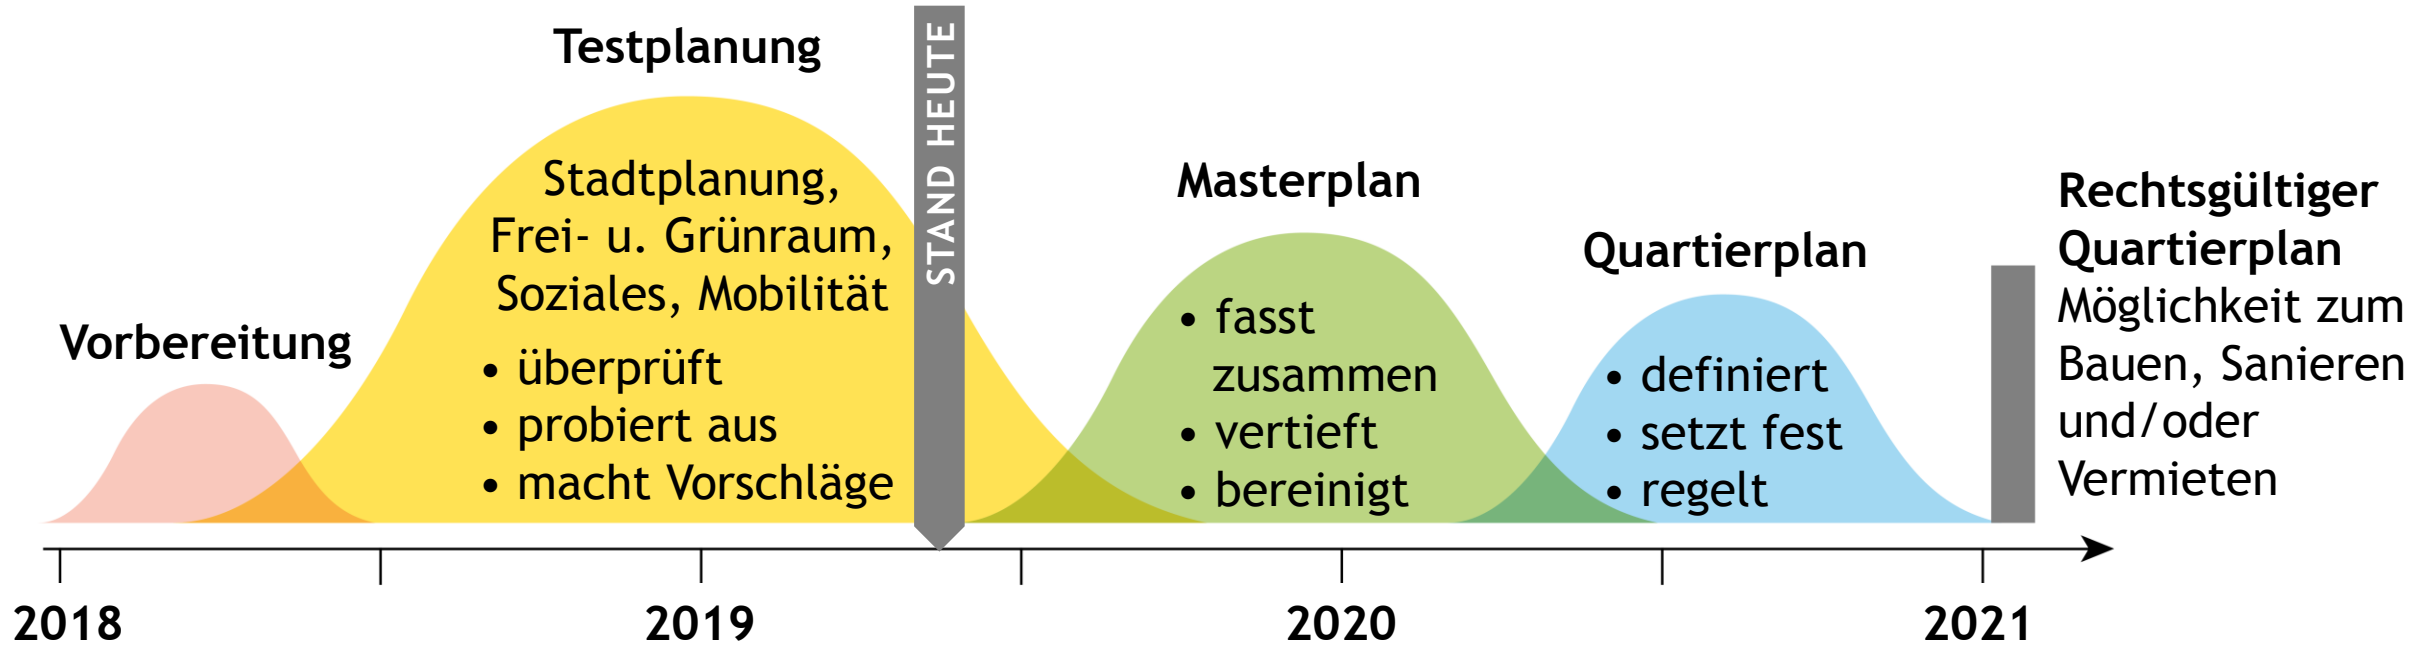 Vorbereitung
Testplanung
Stadtplanung,
Frei- u. Grünraum,
Soziales, Mobilität
• überprüft
• probiert aus
• macht Vorschläge
STAND HEUTE
Masterplan
• fasst
zusammen
• vertieft
• bereinigt
Quartierplan
• definiert
• setzt fest
• regelt
Rechtsgültiger
Quartierplan
Möglichkeit zum
Bauen, Sanieren
und/oder
Vermieten
2018
2019
2020
2021